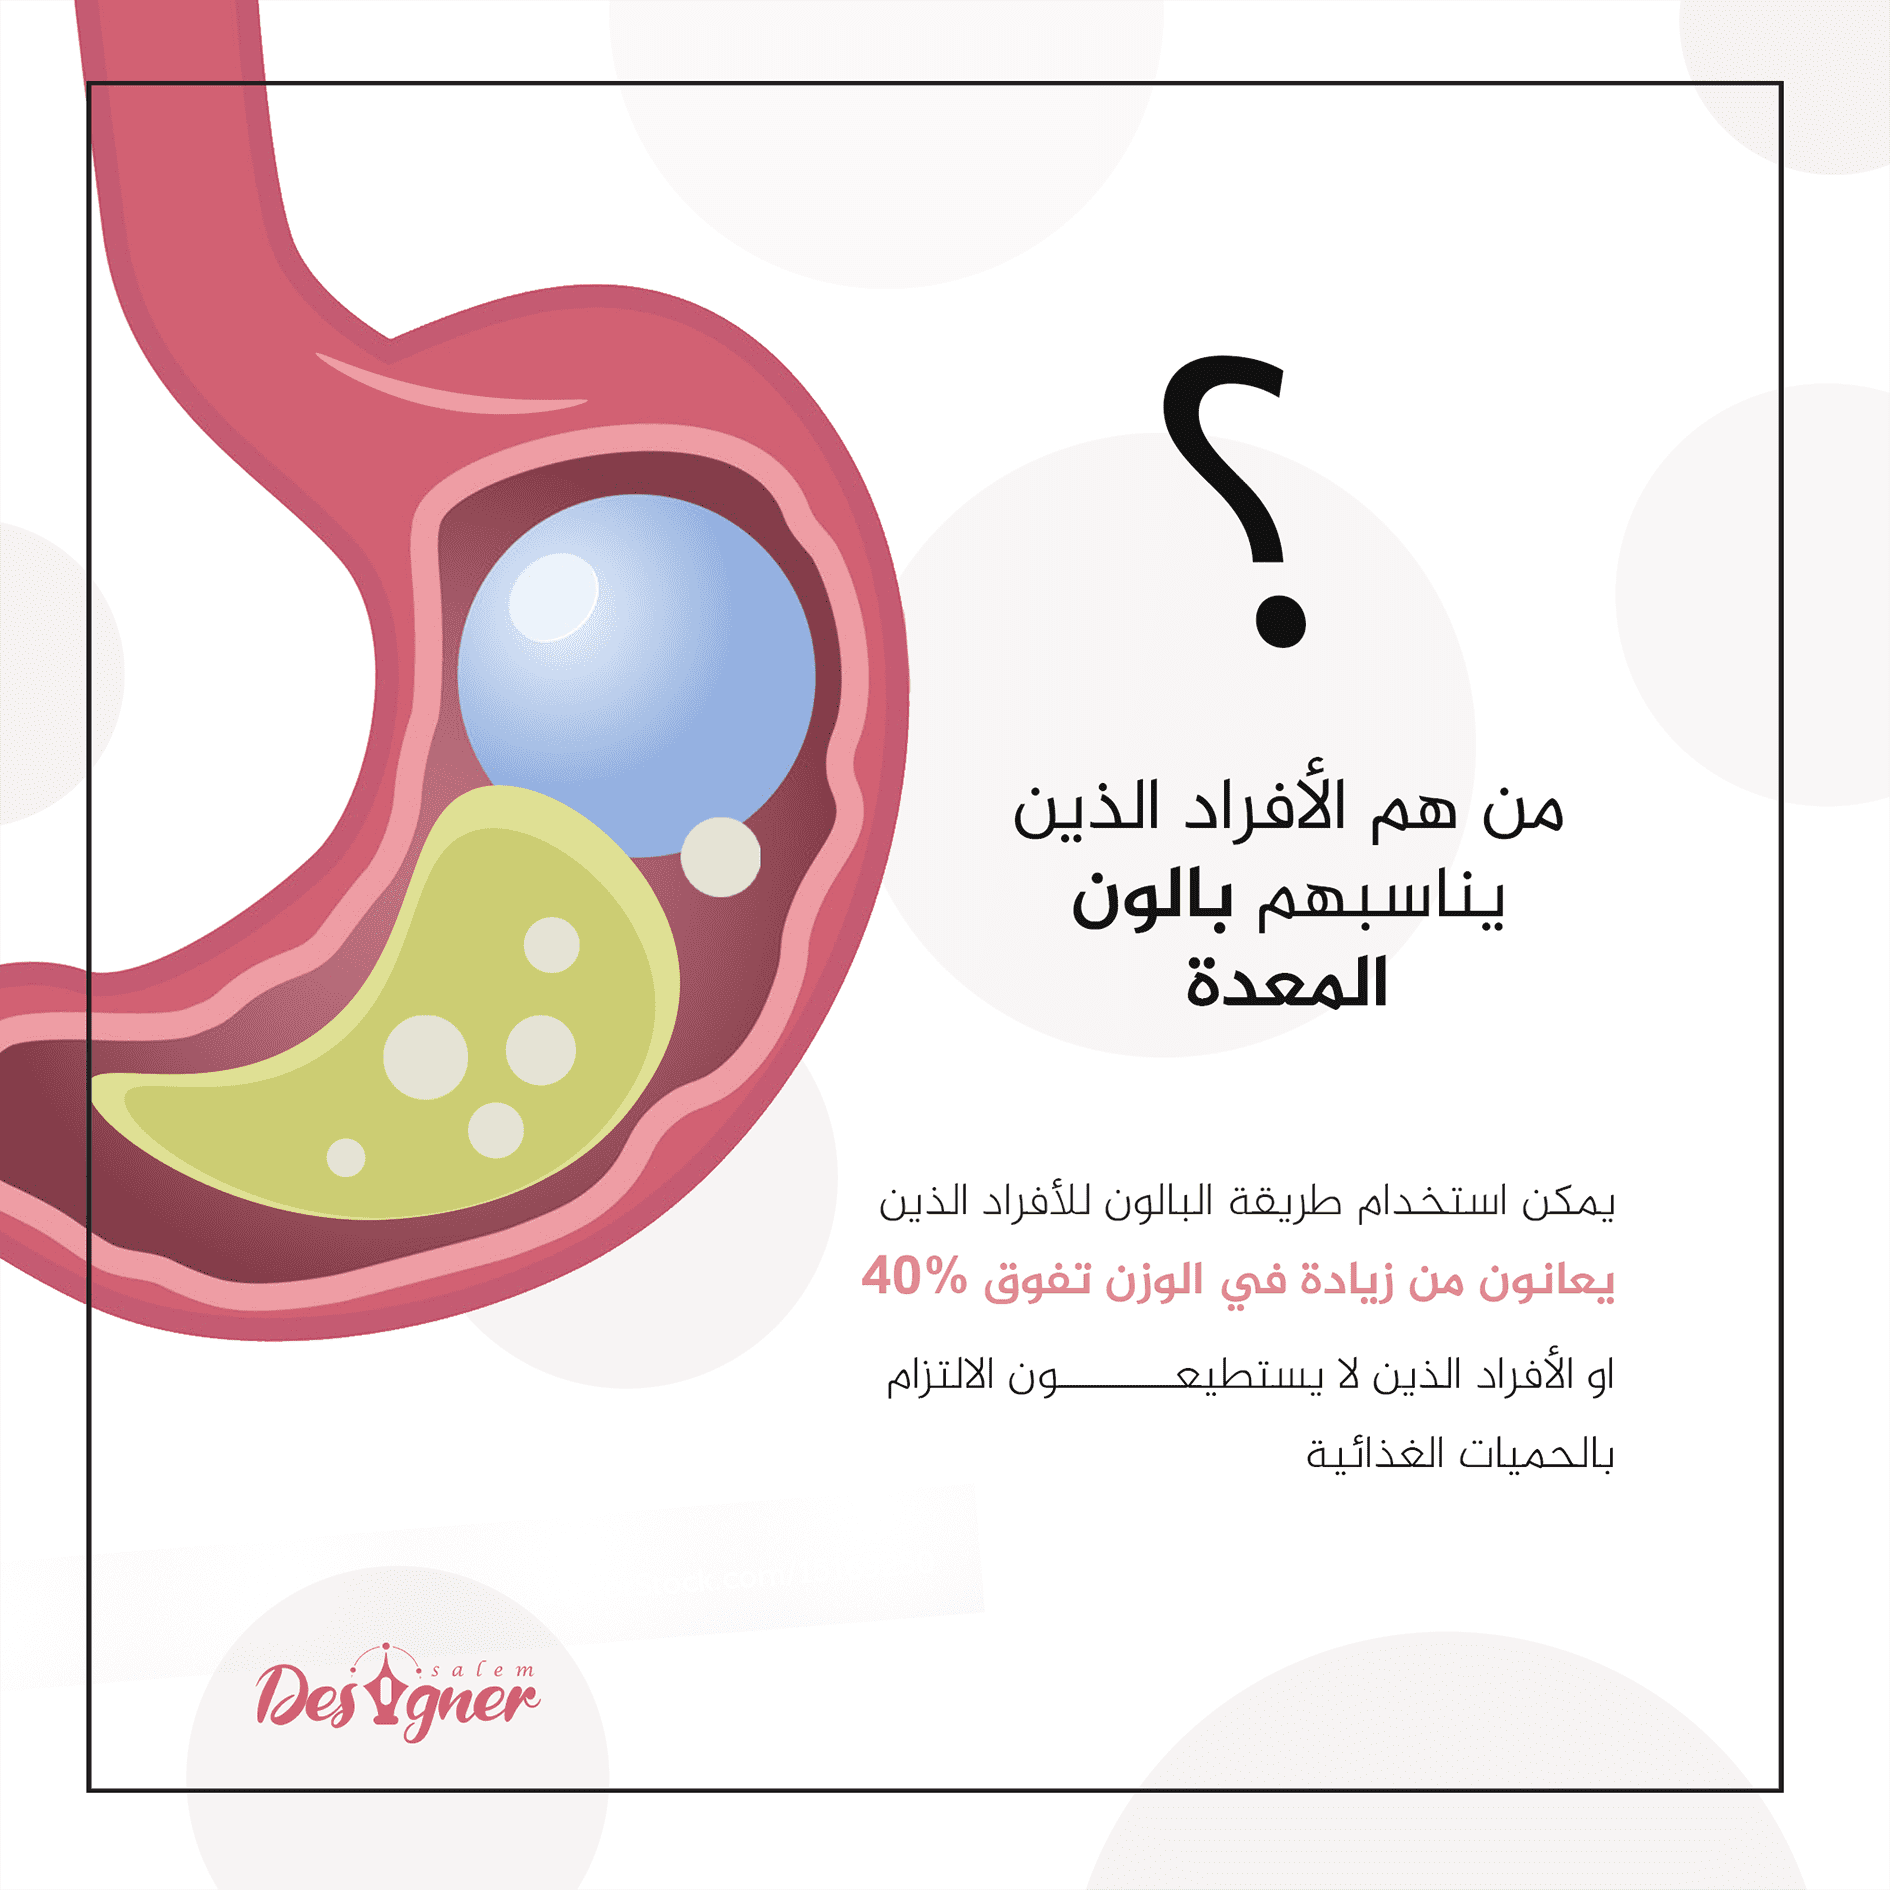 ؟
من هم الأفراد الذين
يناسبهم بالون
المعدة
يمكن استخدام طريقة البالون للأفراد الذين
يعانون من زيادة في الوزن تفوق %40
او الأفراد الذين لا يستطيعـــــــون الالتزام
بالحميات الغذائية
salem
Designer